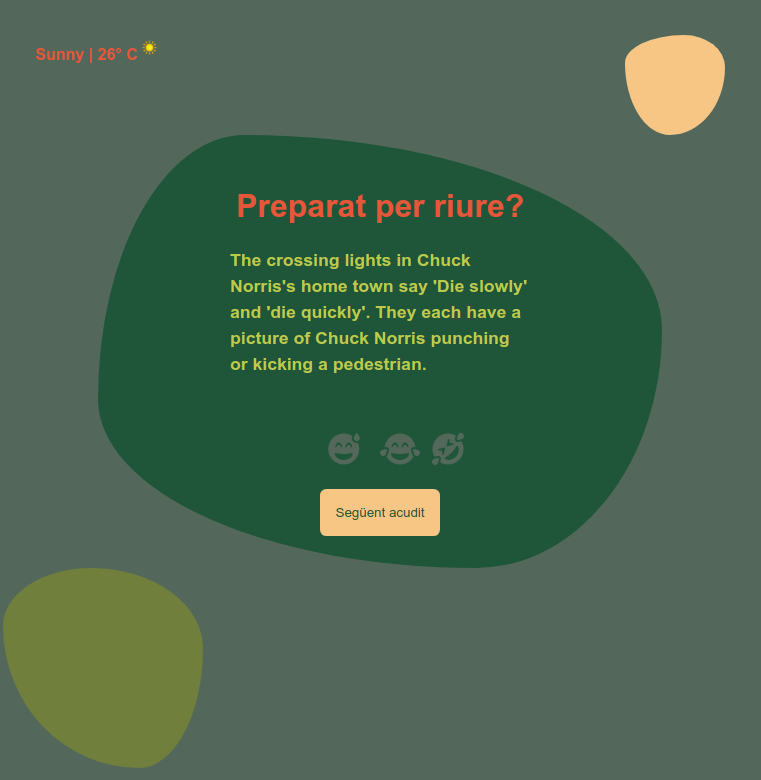 Sunny | 26° C
Preparat per riure?
The crossing lights in Chuck
Norris's home town say 'Die slowly'
and 'die quickly'. They each have a
picture of Chuck Norris punching
or kicking a pedestrian.
Següent acudit